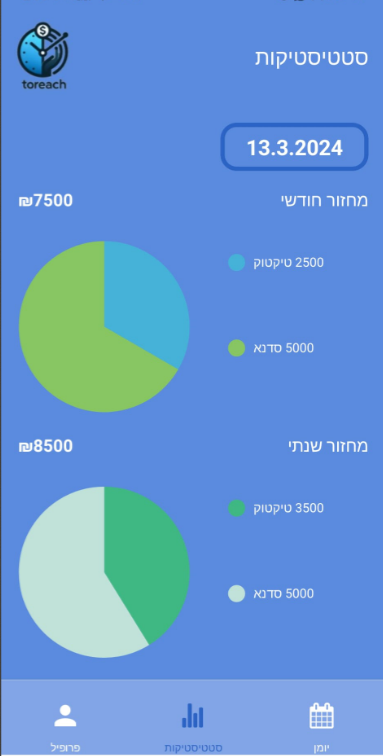 toreach
סטטיסטיקות
13.3.2024
מחזור חודשי ₪7500
2500 טיקטוק
5000 סדנא
מחזור שנתי ₪8500
3500 טיקטוק
5000 סדנא
יומן סטטיסטיקות פרופיל